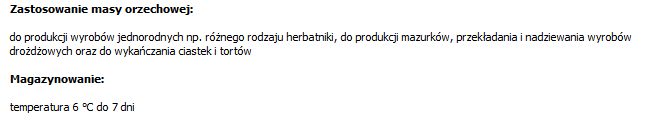 Zastosowanie masy orzechowej:
do produkcji wyrobów jednorodnych np. różnego rodzaju herbatniki, do produkcji mazurków, przekładania i nadziewania wyrobów
drożdżowych oraz do wykańczania ciastek i tortów
Magazynowanie:
temperatura 6 °C do 7 dni